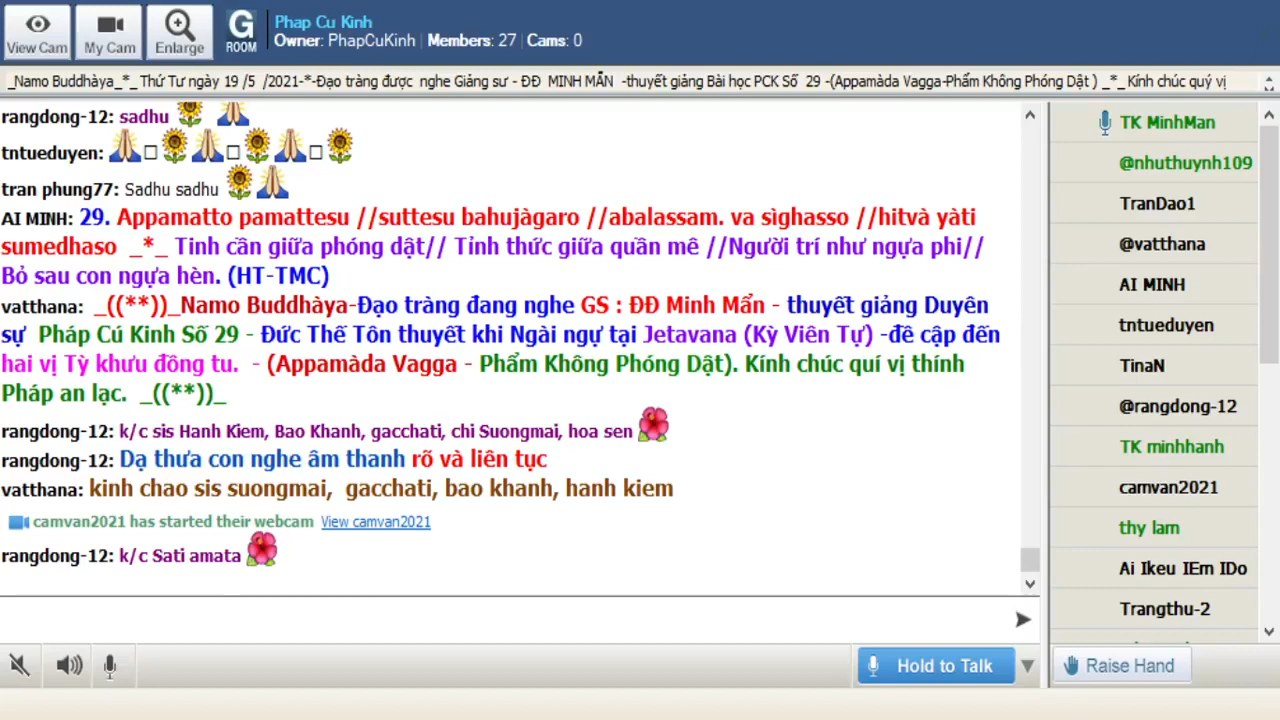 View Cam
My Cam
Enlarge
G
ROOM
Phap Cu Kinh
Owner: PhapCuKinh | Members: 27 | Cams: 0
_Namo Buddhàya_*_ Thứ Tư ngày 19 /5 /2021-*-Đạo tràng được nghe Giảng sư - ĐĐ MINH MẪN -thuyết giảng Bài học PCK Số 29 -(Appamàda Vagga-Phẩm Không Phóng Dật ) _*_ Kính chúc quý vị
rangdong-12: sadhu
tntueduyen:
tran phung77: Sadhu sadhu
AI MINH: 29. Appamatto pamattesu //suttesu bahujàgaro //abalassam. va sìghasso //hitvà yàti
sumedhaso _*_ Tinh cần giữa phóng dật// Tỉnh thức giữa quần mê //Người trí như ngựa phi//
Bỏ sau con ngựa hèn. (HT-TMC)
vatthana: _((**))_Namo Buddhàya-Đạo tràng đang nghe GS : ĐĐ Minh Mẩn - thuyết giảng Duyên
sự Pháp Cú Kinh Số 29 - Đức Thế Tôn thuyết khi Ngài ngự tại Jetavana (Kỳ Viên Tự) -đề cập đến
hai vị Tỳ khưu đồng tu. - (Appamàda Vagga - Phẩm Không Phóng Dật). Kính chúc quí vị thính
Pháp an lạc. _((**))_
rangdong-12: k/c sis Hanh Kiem, Bao Khanh, gacchati, chi Suongmai, hoa sen
rangdong-12: Dạ thưa con nghe âm thanh rõ và liên tục
vatthana: kinh chao sis suongmai, gacchati, bao khanh, hanh kiem
camvan2021 has started their webcam View camvan2021
rangdong-12: k/c Sati amata
Hold to Talk
TK MinhMan
@nhuthuynh109
TranDao1
@vatthana
AI MINH
tntueduyen
TinaN
@rangdong-12
TK minhhanh
camvan2021
thy lam
Ai Ikeu IEm IDo
Trangthu-2
Raise Hand